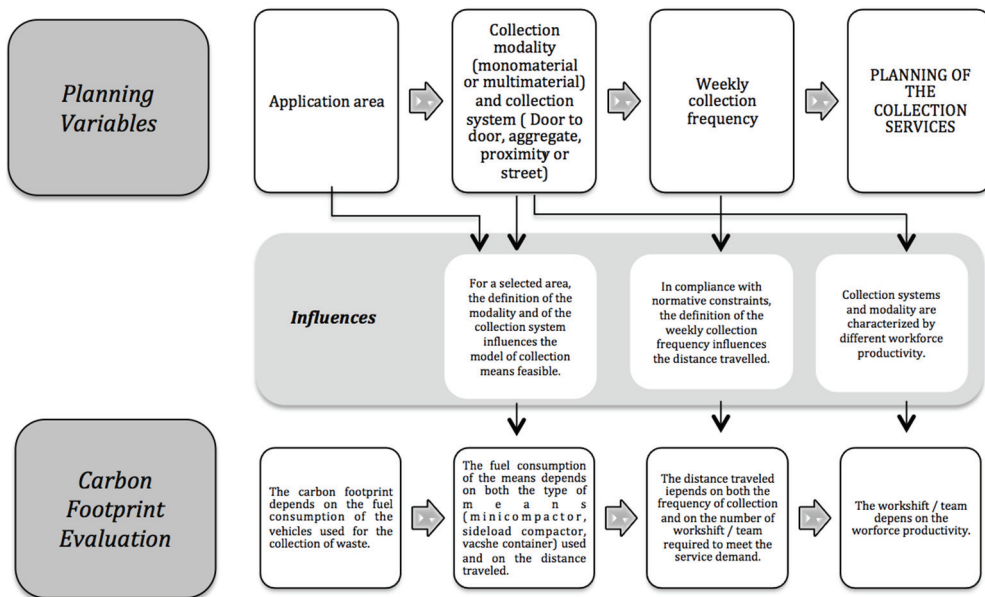 Planning
Variables
Application area
Collection
modality
(monomaterial
or multimaterial)
and collection
system ( Door to
door, aggregate,
proximity or
street)
Weekly
collection
frequency
PLANNING OF
THE
COLLECTION
SERVICES
Influences
For a selected area,
the definition of the
modality and of the
collection system
influences the
model of collection
means feasible.
In compliance with
normative constraints,
the definition of the
weekly collection
frequency influences
the distance travelled.
Collection systems
and modality are
characterized by
different workforce
productivity.
Carbon
Footprint
Evaluation
The carbon footprint
depends on the fuel
consumption of the
vehicles used for the
collection of waste.
The fuel consumption
of the means depends
on both the type of
m e a n s
(minicompactor,
sideload compactor,
vacshe container) used
and on the distance
traveled.
The distance traveled
iepends on both the
frequency of collection
and on the number of
workshift / team
required to meet the
service demand.
The workshift / team
depens on the
worforce productivity.